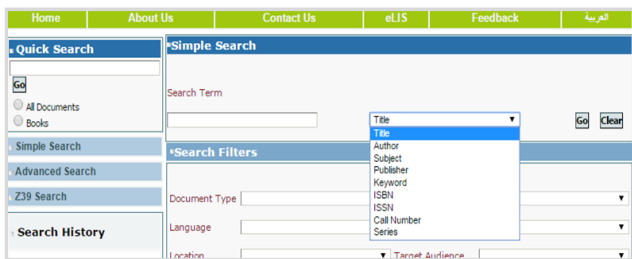 Home About Us Contact Us eLIS Feedback العربية
Quick Search
Go
All Documents
Books
Simple Search
Advanced Search
Z39 Search
Search History
Simple Search
Search Term
Title
Go Clear
Title
Author
Subject
Publisher
Keyword
ISBN
ISSN
Call Number
Series
Search Filters
Document Type
Language
Location Target Audience